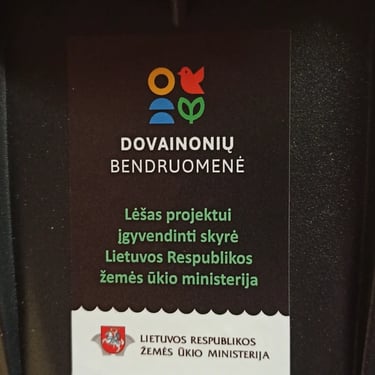 DOVAINONIŲ
BENDRUOMENĖ
Lėšas projektui
įgyvendinti skyrė
Lietuvos Respublikos
žemės ūkio ministerija
LIETUVOS RESPUBLIKOS
ŽEMĖS ŪKIO MINISTERIJA